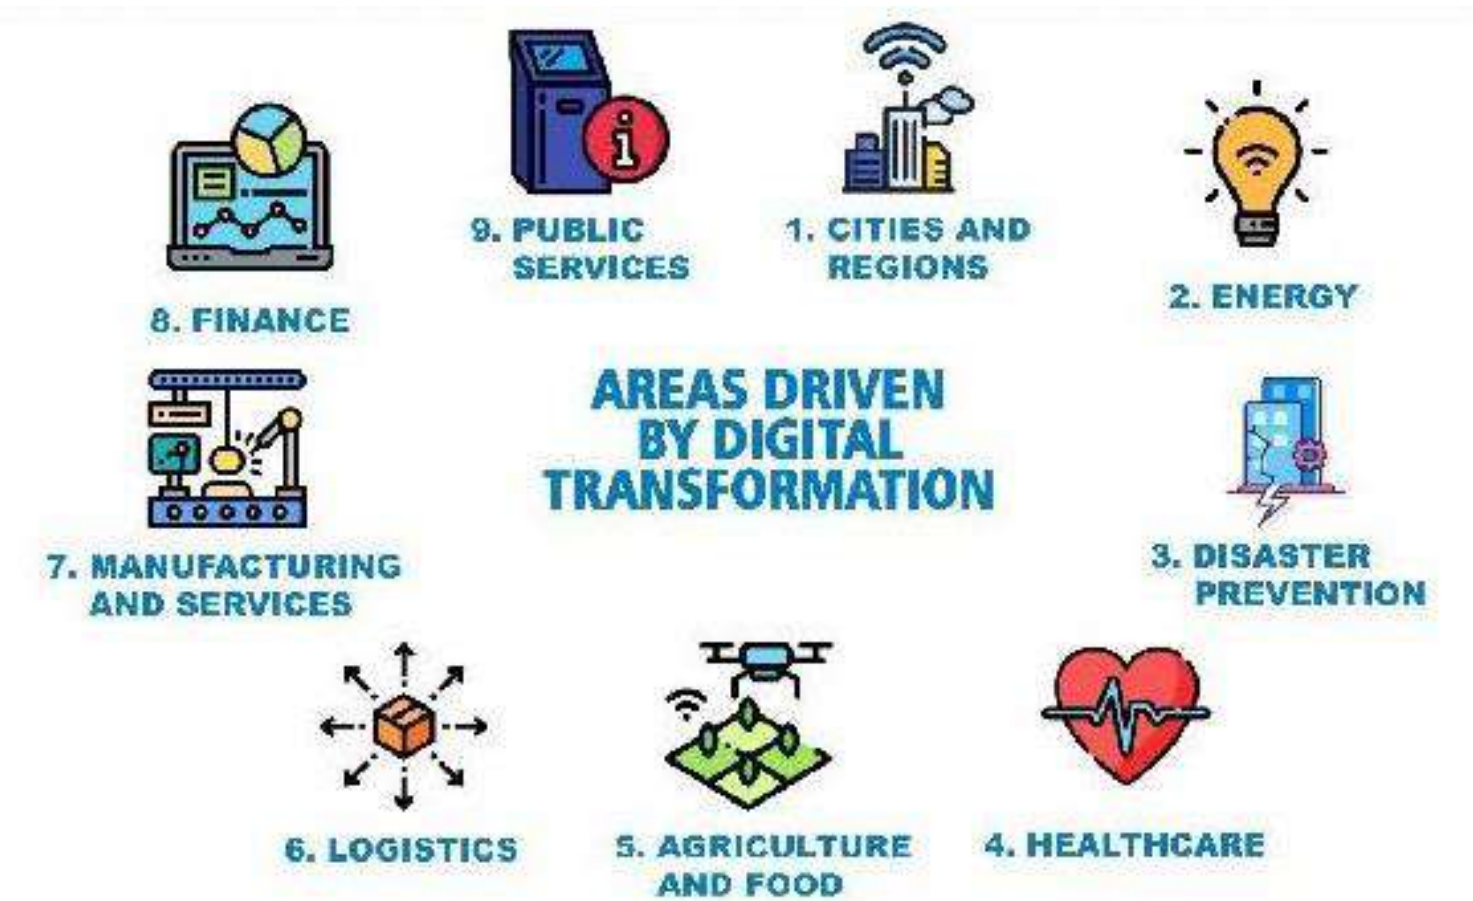 AREAS DRIVEN
BY DIGITAL
TRANSFORMATION
1. CITIES AND
REGIONS
2. ENERGY
3. DISASTER
PREVENTION
4. HEALTHCARE
5. AGRICULTURE
AND FOOD
6. LOGISTICS
7. MANUFACTURING
AND SERVICES
8. FINANCE
9. PUBLIC
SERVICES